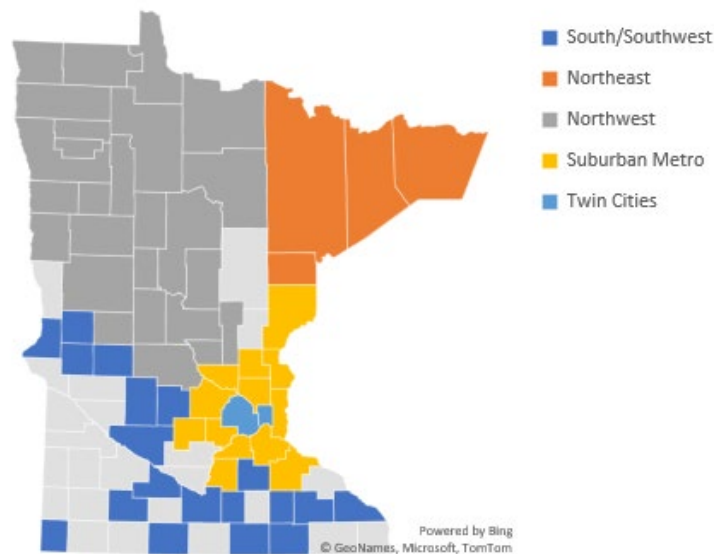 South/Southwest
Northeast
Northwest
Suburban Metro
Twin Cities
Powered by Bing
© GeoNames, Microsoft, TomTom